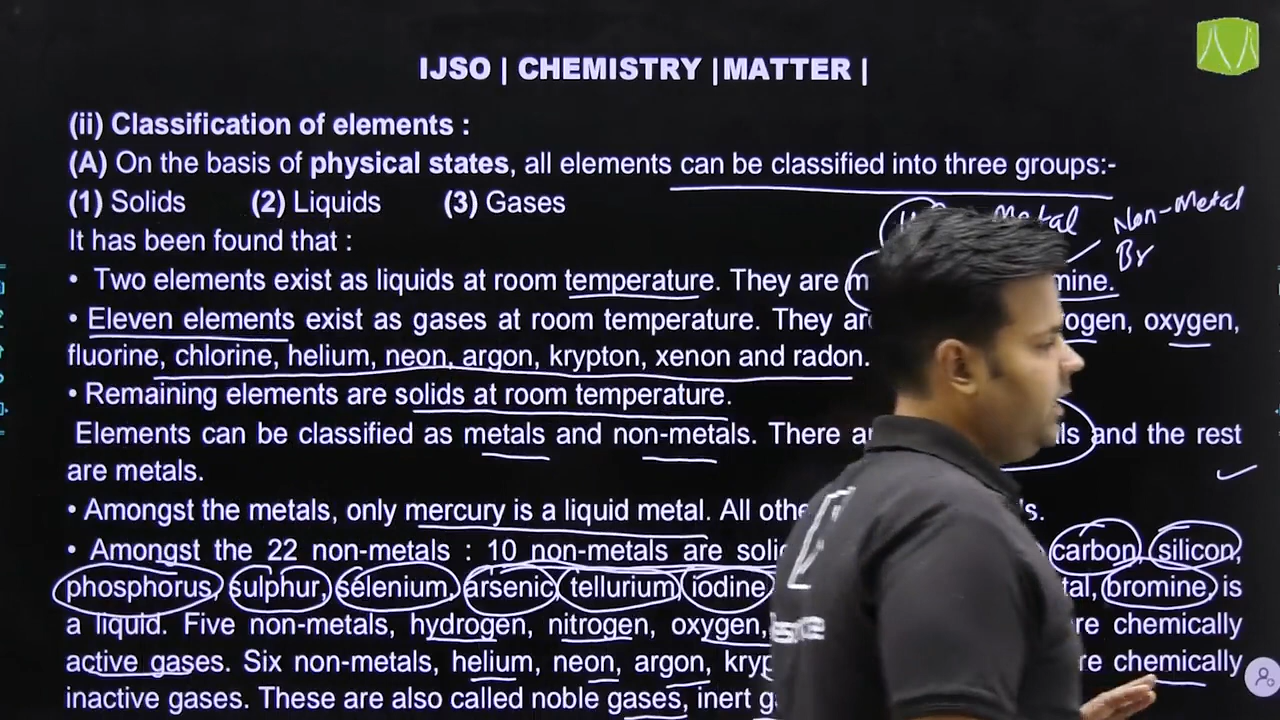 IJSO | CHEMISTRY |MATTER |
(ii) Classification of elements :
(A) On the basis of physical states, all elements can be classified into three groups:-
(1) Solids (2) Liquids (3) Gases
Metal Non-Metal
It has been found that :
Br
• Two elements exist as liquids at room temperature. They are mine.
• Eleven elements exist as gases at room temperature. They are rogen, oxygen,
fluorine, chlorine, helium, neon, argon, krypton, xenon and radon.
• Remaining elements are solids at room temperature.
Elements can be classified as metals and non-metals. There and the rest
are metals.
• Amongst the metals, only mercury is a liquid metal. All
• Amongst the 22 non-metals : 10 non-metals are carbon, silicon,
phosphorus, sulphur, selenium, arsenic, tellurium, iodine bromine, is
a liquid. Five non-metals, hydrogen, nitrogen, oxygen, chemically
active gases. Six non-metals, helium, neon, argon, chemically
inactive gases. These are also called noble gases, inert